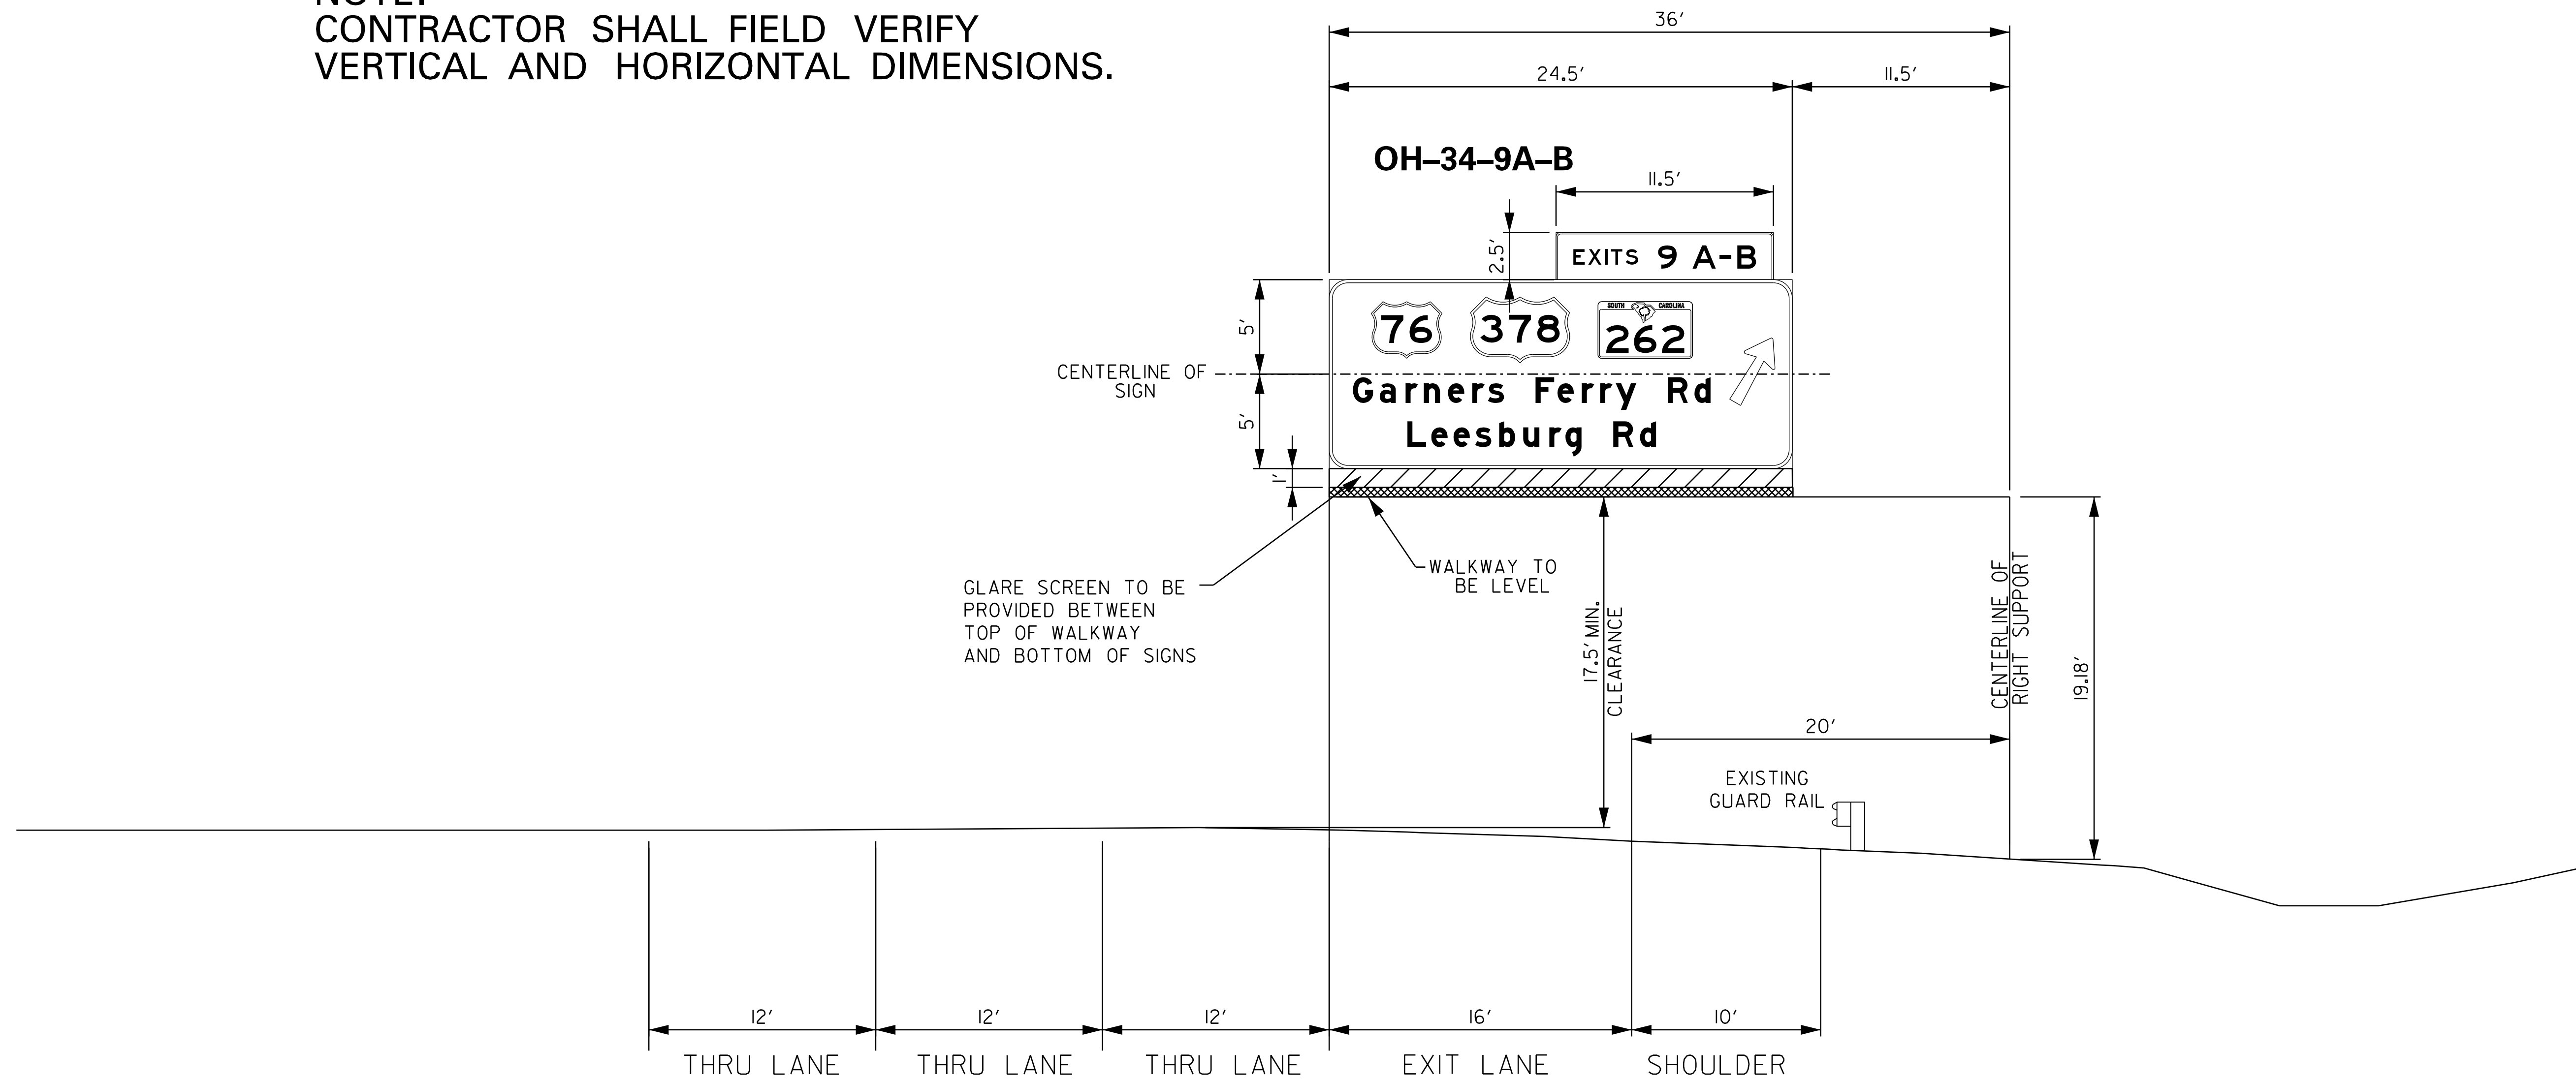 NOTE:
CONTRACTOR SHALL FIELD VERIFY
VERTICAL AND HORIZONTAL DIMENSIONS.
36'
24.5'
11.5'
OH-34-9A-B
11.5'
2.5'
EXITS 9 A-B
SOUTH CAROLINA
76
378
262
Garners Ferry Rd
Leesburg Rd
5'
5'
1'
CENTERLINE OF
SIGN
GLARE SCREEN TO BE
PROVIDED BETWEEN
TOP OF WALKWAY
AND BOTTOM OF SIGNS
WALKWAY TO
BE LEVEL
17.5' MIN.
CLEARANCE
CENTERLINE OF
RIGHT SUPPORT
19.18'
20'
EXISTING
GUARD RAIL
12'
12'
12'
16'
10'
THRU LANE
THRU LANE
THRU LANE
EXIT LANE
SHOULDER